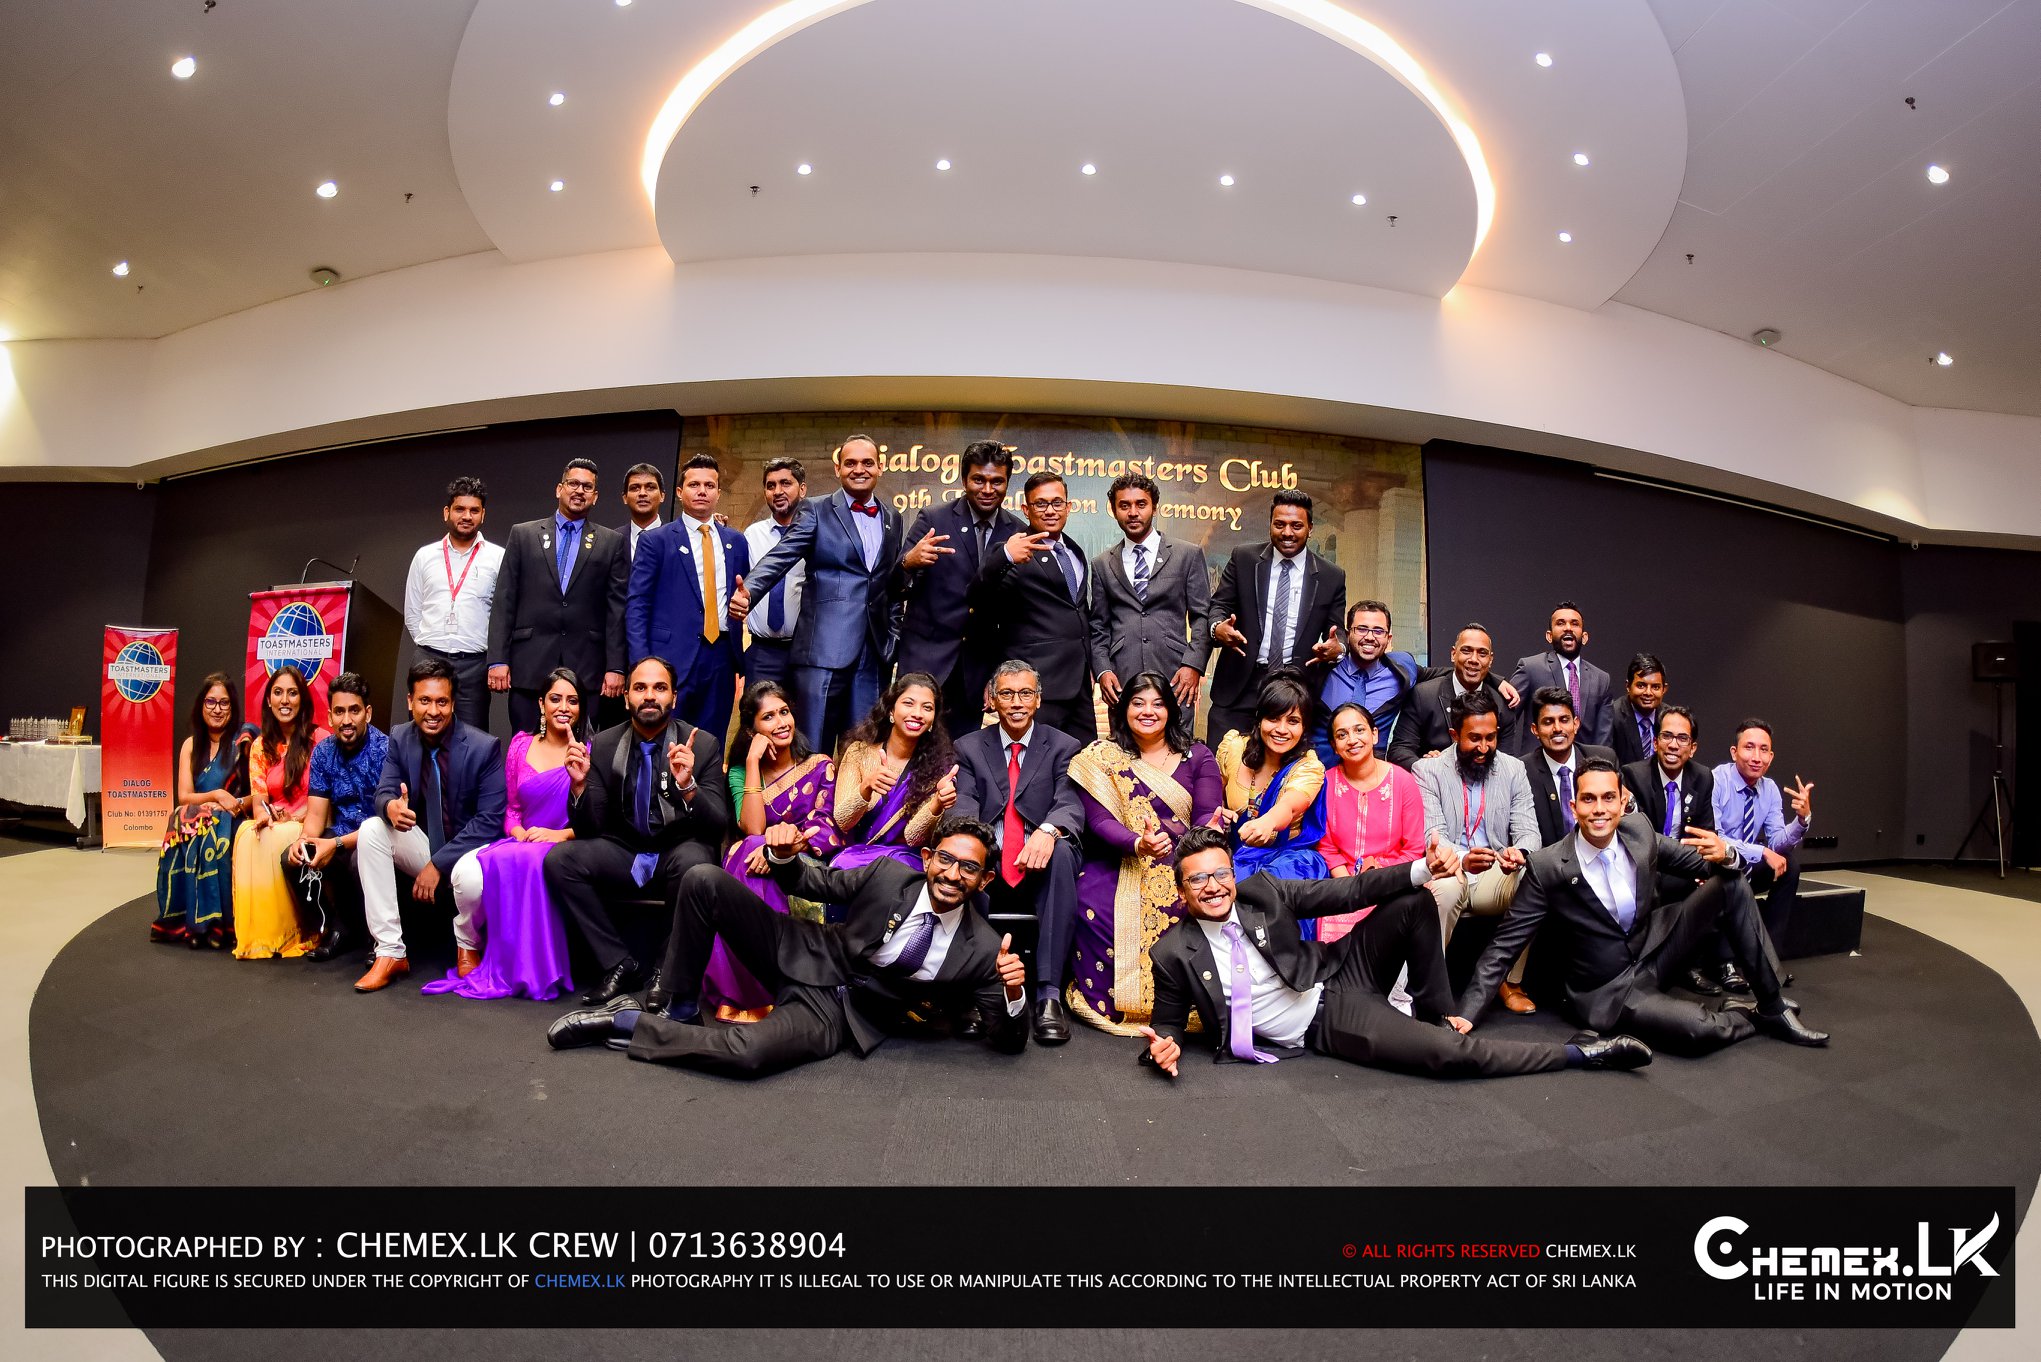 Toastmasters Club
9th
TOASTMASTERS
INTERNATIONAL
TOASTMASTERS
INTERNATIONAL
DIALOG
TOASTMASTERS
Club No: 01391757
Colombo
PHOTOGRAPHED BY : CHEMEX.LK CREW | 0713638904
© ALL RIGHTS RESERVED CHEMEX.LK
THIS DIGITAL FIGURE IS SECURED UNDER THE COPYRIGHT OF CHEMEX.LK PHOTOGRAPHY IT IS ILLEGAL TO USE OR MANIPULATE THIS ACCORDING TO THE INTELLECTUAL PROPERTY ACT OF SRI LANKA
CHEMEX.LK
LIFE IN MOTION